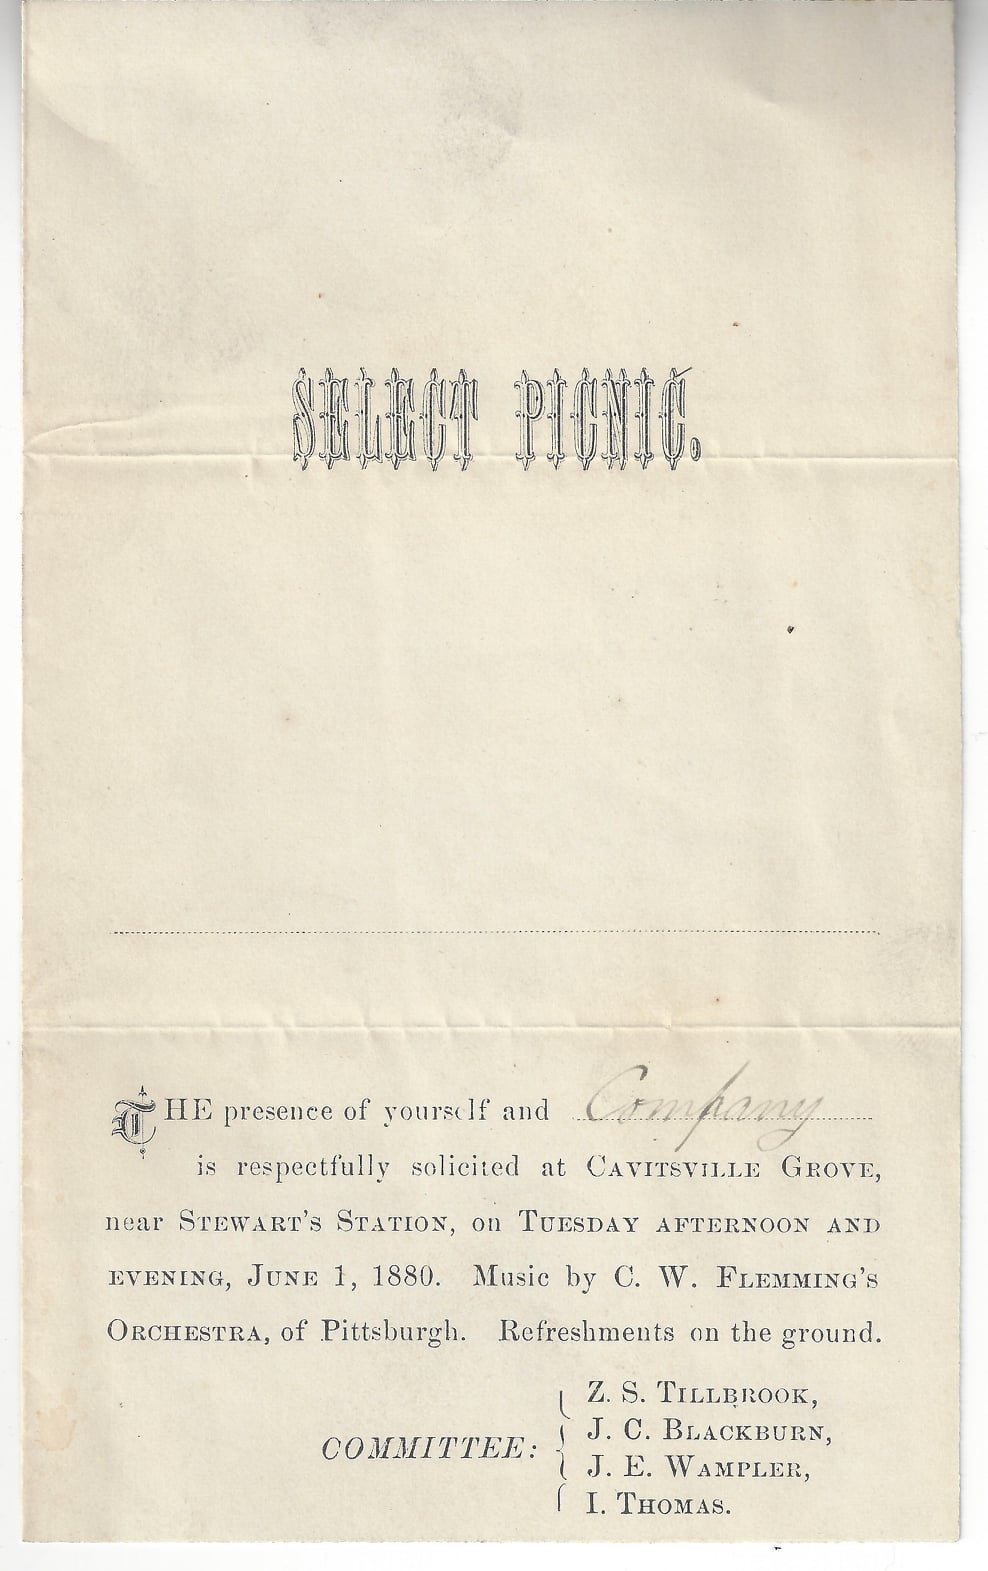 SELECT PICNIC.
THE presence of yourself and Company
is respectfully solicited at CAVITSVILLE GROVE,
near STEWART'S STATION, on TUESDAY AFTERNOON AND
EVENING, JUNE 1, 1880. Music by C. W. FLEMMING'S
ORCHESTRA, of Pittsburgh. Refreshments on the ground.
COMMITTEE:
Z. S. TILLBROOK,
J. C. BLACKBURN,
J. E. WAMPLER,
I. THOMAS.